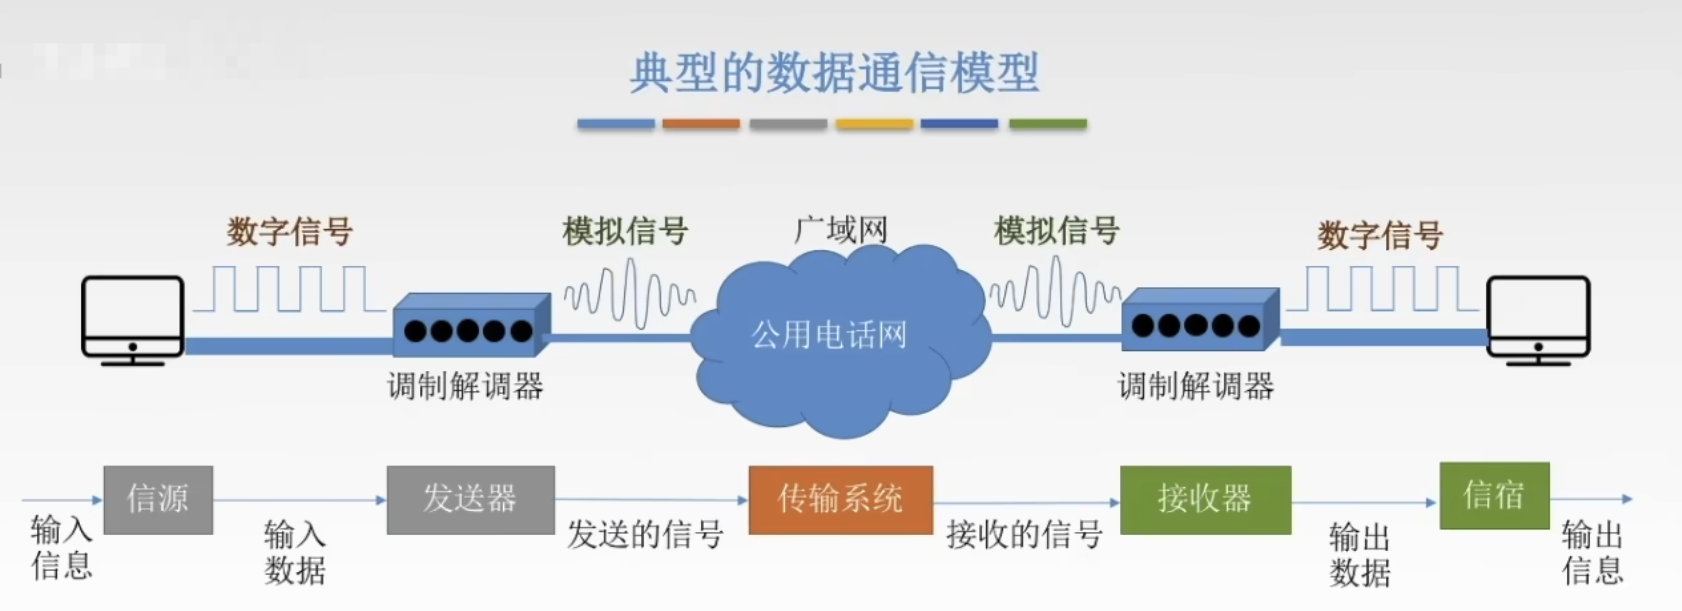 典型的数据通信模型
数字信号
模拟信号
广域网
模拟信号
数字信号
公用电话网
调制解调器
调制解调器
信源
发送器
传输系统
接收器
信宿
输入
信息
输入
数据
发送的信号
接收的信号
输出
数据
输出
信息